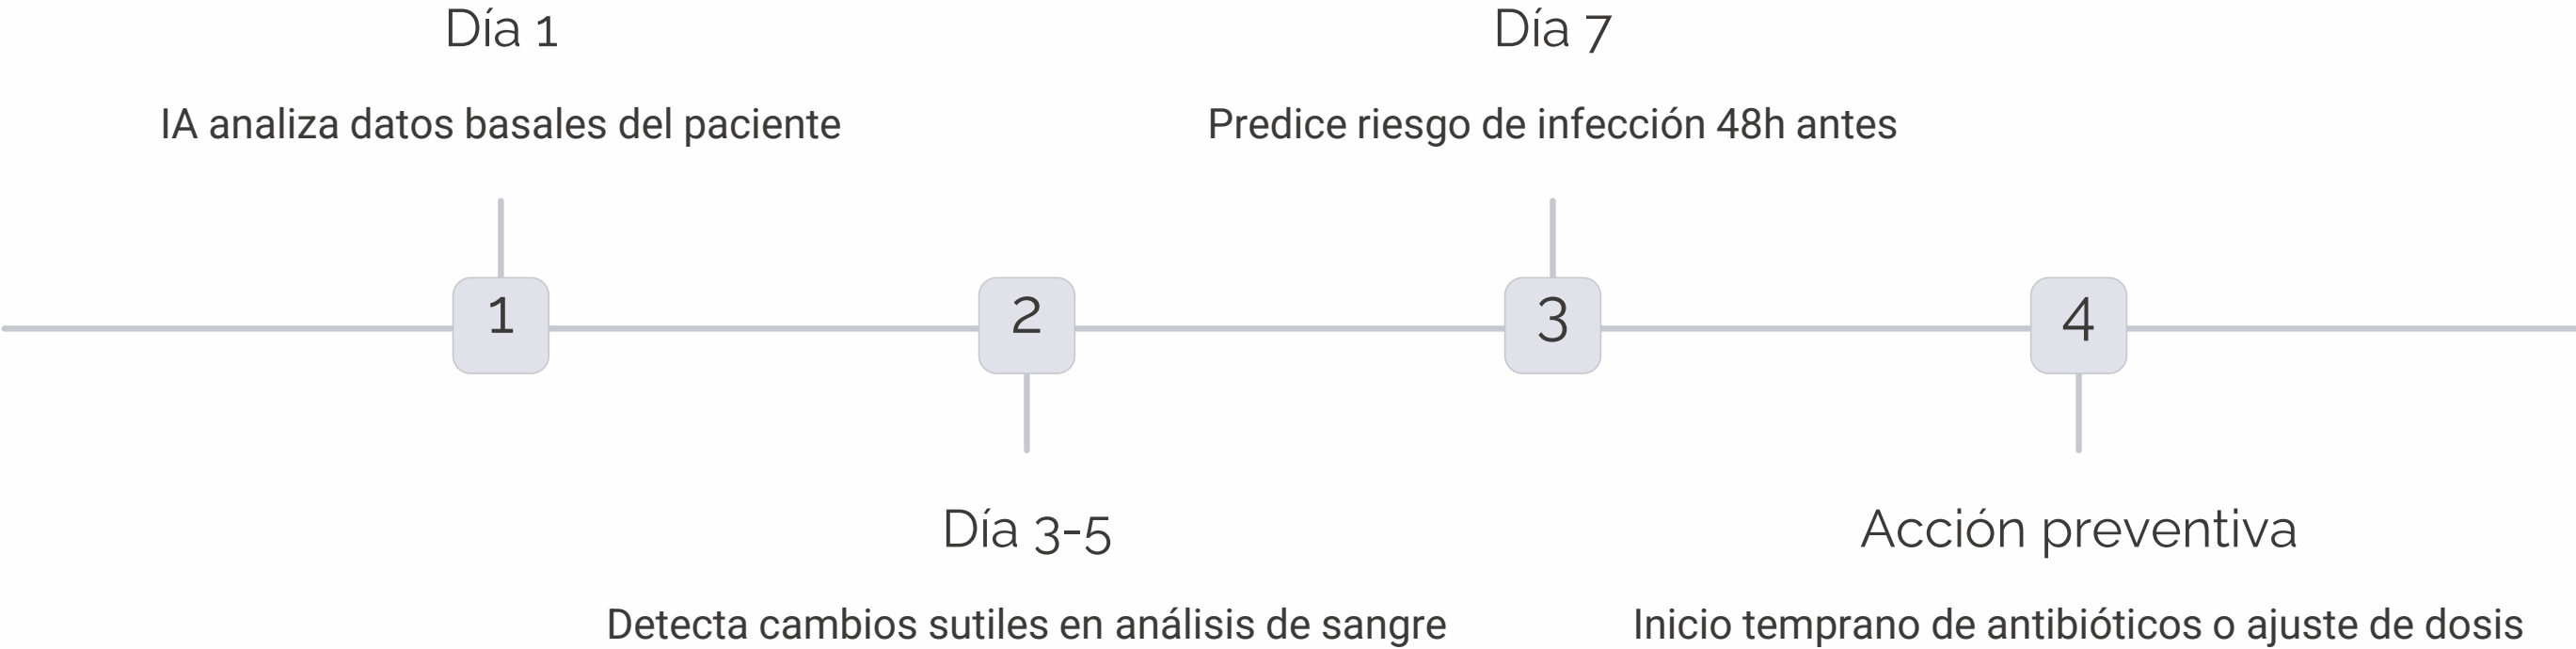 Día 1
IA analiza datos basales del paciente
1
2
Día 3-5
Detecta cambios sutiles en análisis de sangre
Día 7
Predice riesgo de infección 48h antes
3
4
Acción preventiva
Inicio temprano de antibióticos o ajuste de dosis